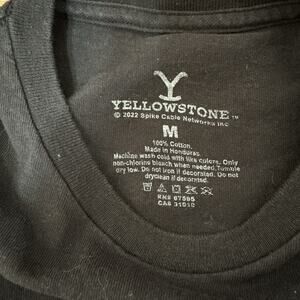 Y
YELLOWSTONE™
© 2022 Spike Cable Networks Inc
M
100% Cotton.
Made in Honduras
Machine wash cold with like colors. Only
non-chlorine bleach when needed. Tumble
dry low. Do not iron if decorated. Do not
dryclean if decorated.
RN# 67595
CA# 31019